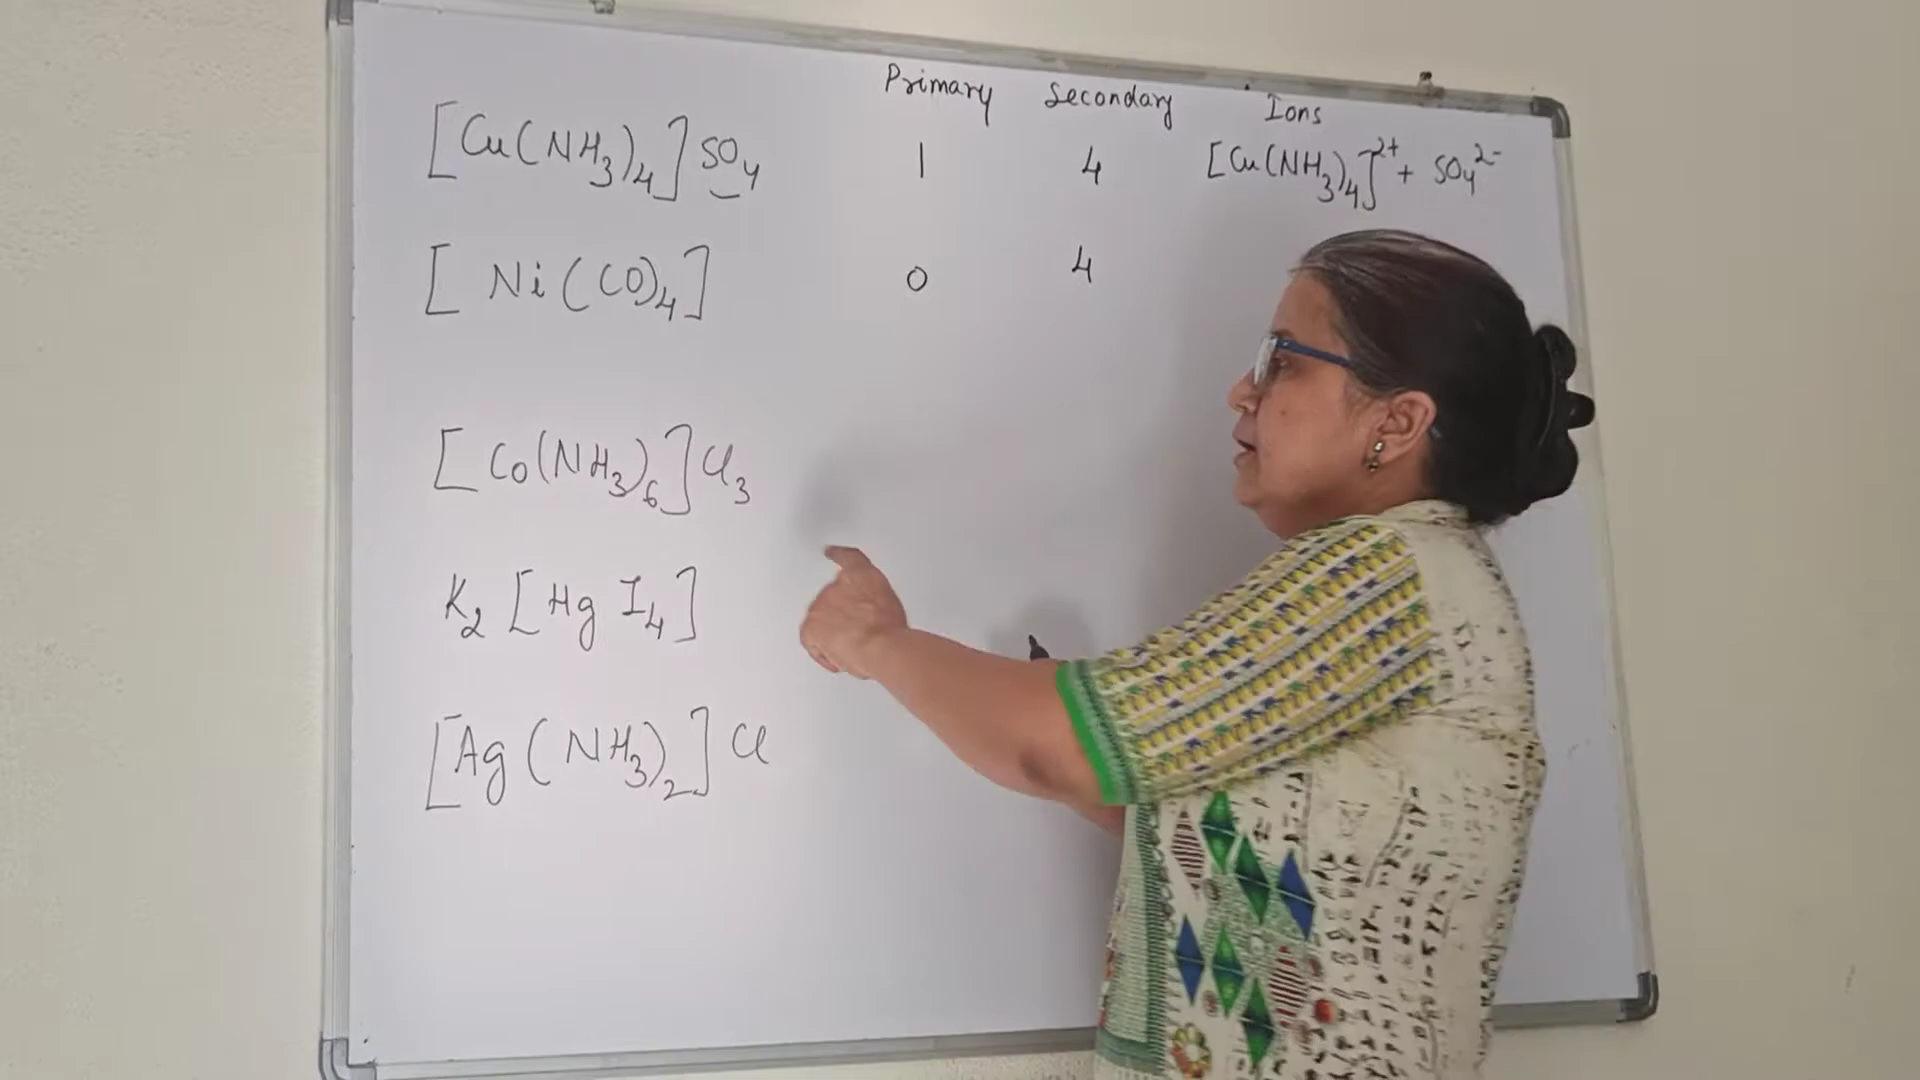 Primary Secondary Ions
[Cu(NH₃)₄]SO₄ 1 4 [Cu(NH₃)₄]²⁺ + SO₄²⁻
[Ni(CO)₄] 0 4
[Co(NH₃)₆]Cl₃
K₂[HgI₄]
[Ag(NH₃)₂]Cl